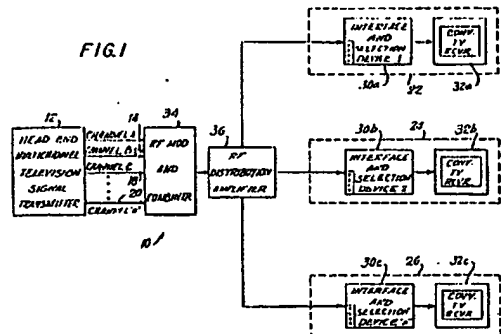 FIG.1
12
HEAD END
MULTICHANNEL
TELEVISION
SIGNAL
TRANSMITTER
14
CHANNEL A
CHANNEL B
CHANNEL C
18
20
CHANNEL "n"
34
RF MOD
AND
COMBINER
10
36
RF
DISTRIBUTION
AMPLIFIER
INTERFACE
AND
SELECTION
DEVICE 1
30a
CONV.
TV
RCVR.
32a
22
30b
INTERFACE
AND
SELECTION
DEVICE 2
24
32b
CONV.
TV
RCVR.
30c
INTERFACE
AND
SELECTION
DEVICE "n"
26
32c
CONV.
TV
RCVR.